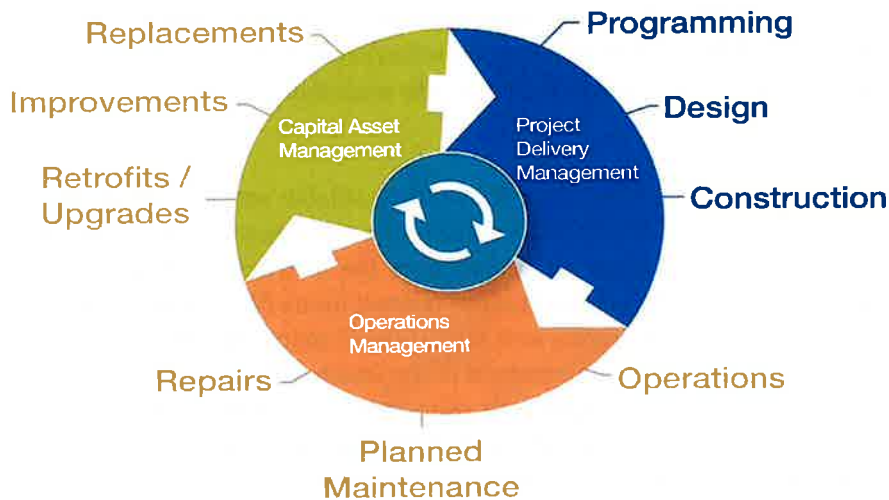 Replacements
Programming
Improvements
Design
Capital Asset
Management
Project
Delivery
Management
Retrofits /
Upgrades
Construction
Operations
Management
Repairs
Operations
Planned
Maintenance